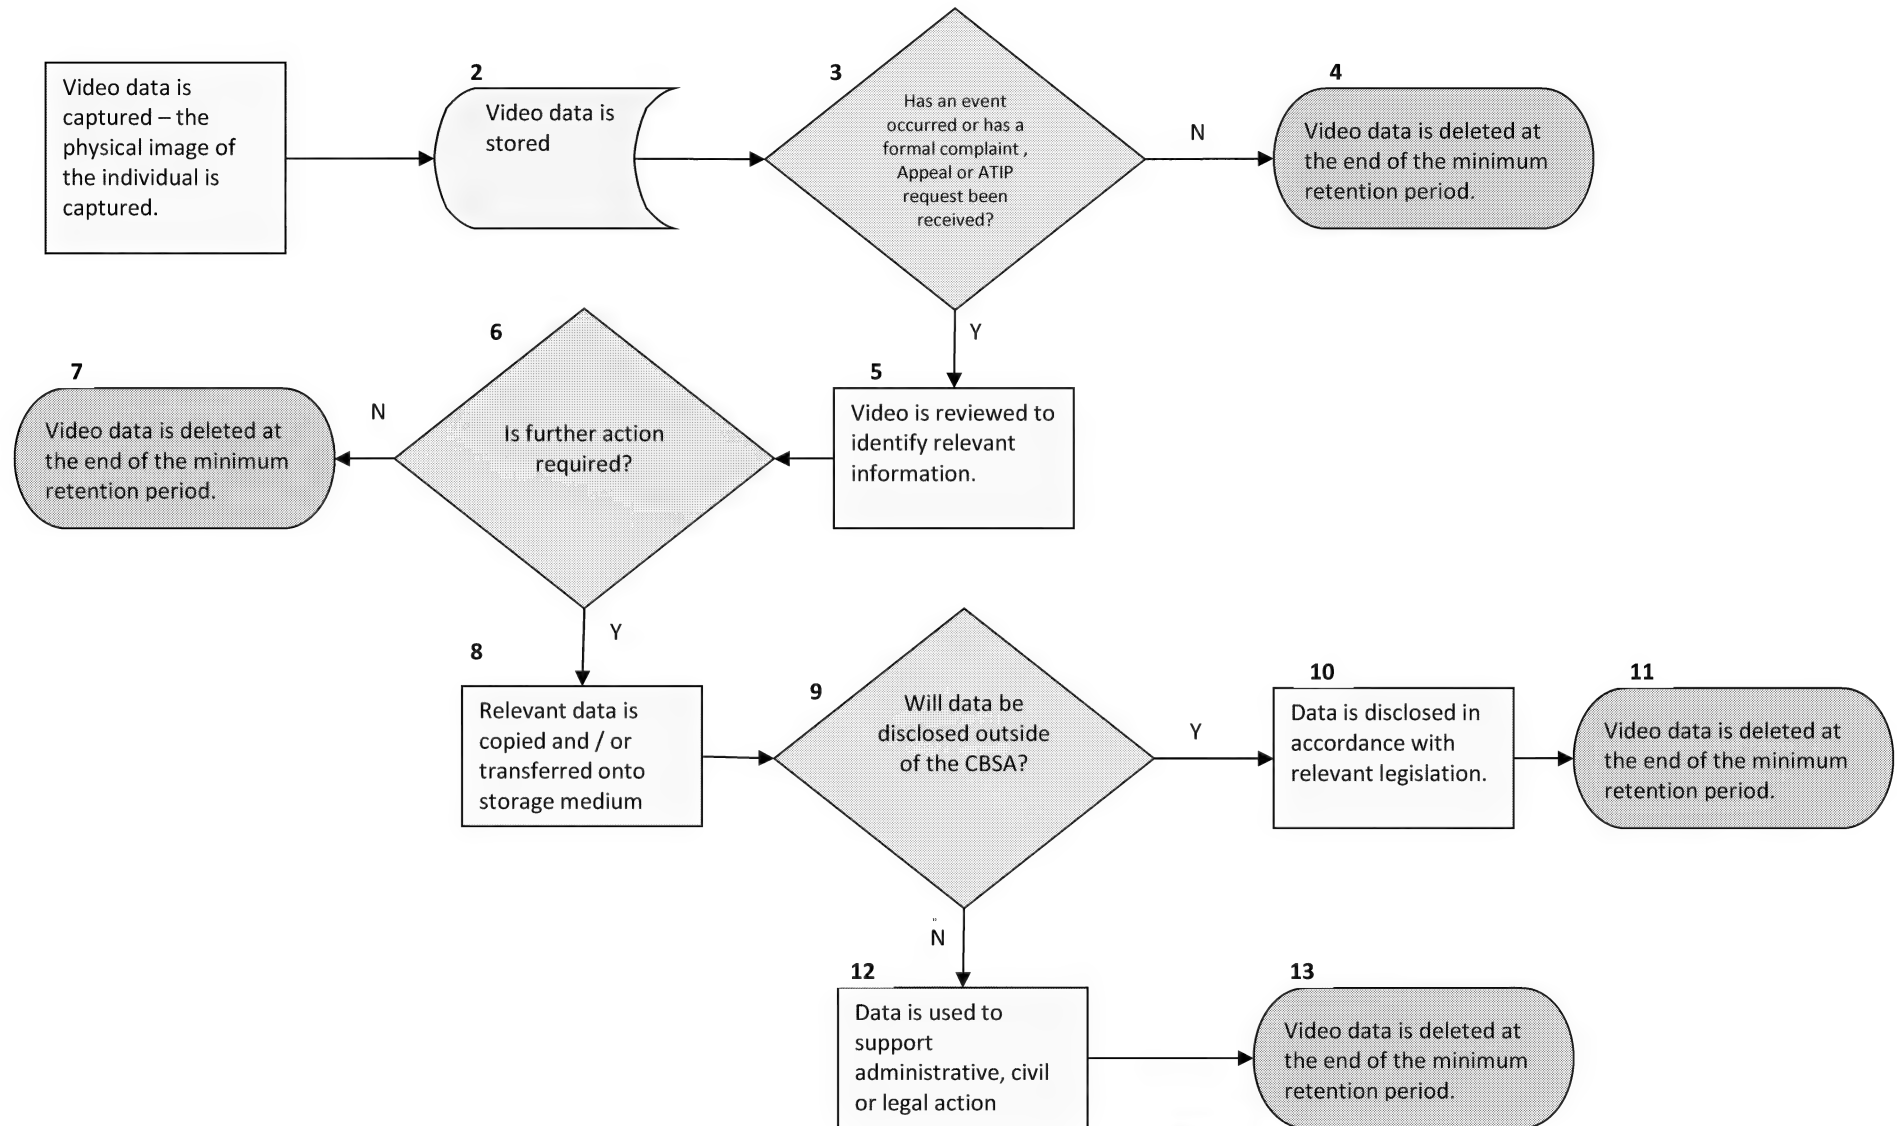 Video data is
captured – the
physical image of
the individual is
captured.
2
Video data is
stored
3
Has an event
occurred or has a
formal complaint ,
Appeal or ATIP
request been
received?
N
4
Video data is deleted at
the end of the minimum
retention period.
Y
5
Video is reviewed to
identify relevant
information.
6
Is further action
required?
N
7
Video data is deleted at
the end of the minimum
retention period.
Y
8
Relevant data is
copied and / or
transferred onto
storage medium
9
Will data be
disclosed outside
of the CBSA?
Y
10
Data is disclosed in
accordance with
relevant legislation.
11
Video data is deleted at
the end of the minimum
retention period.
N
12
Data is used to
support
administrative, civil
or legal action
13
Video data is deleted at
the end of the minimum
retention period.